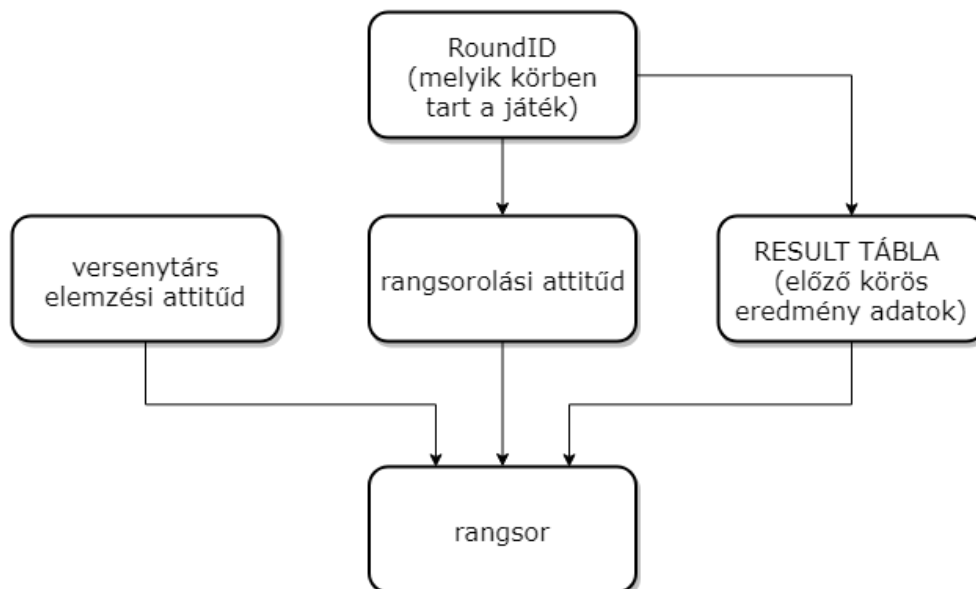 RoundID
(melyik körben
tart a játék)
versenytárs
elemzési attitűd
rangsorolási attitűd
RESULT TÁBLA
(előző körös
eredmény adatok)
rangsor